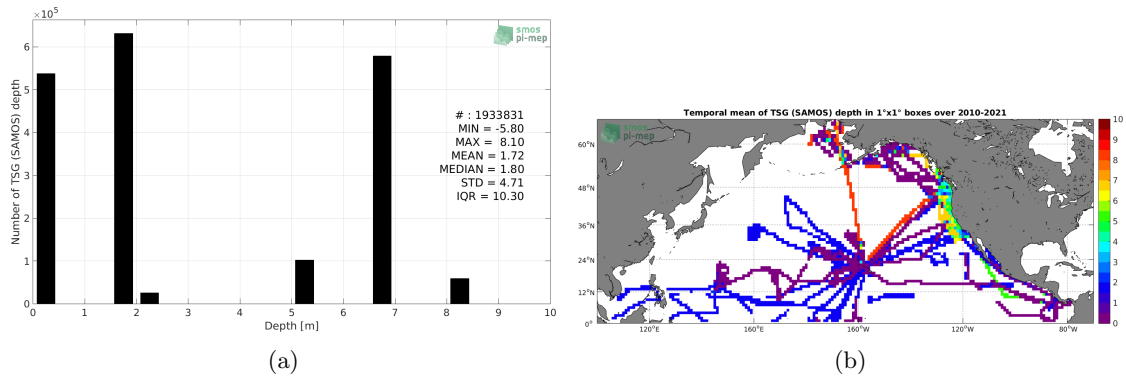 ×10⁵
smos
pi-mep
6
5
4
3
2
1
0
Number of TSG (SAMOS) depth
# : 1933831
MIN = -5.80
MAX = 8.10
MEAN = 1.72
MEDIAN = 1.80
STD = 4.71
IQR = 10.30
0 1 2 3 4 5 6 7 8 9 10
Depth [m]
(a)
Temporal mean of TSG (SAMOS) depth in 1°x1° boxes over 2010-2021
smos
pi-mep
60°N
48°N
36°N
24°N
12°N
0°
120°E 160°E 160°W 120°W 80°W
10
9
8
7
6
5
4
3
2
1
0
(b)